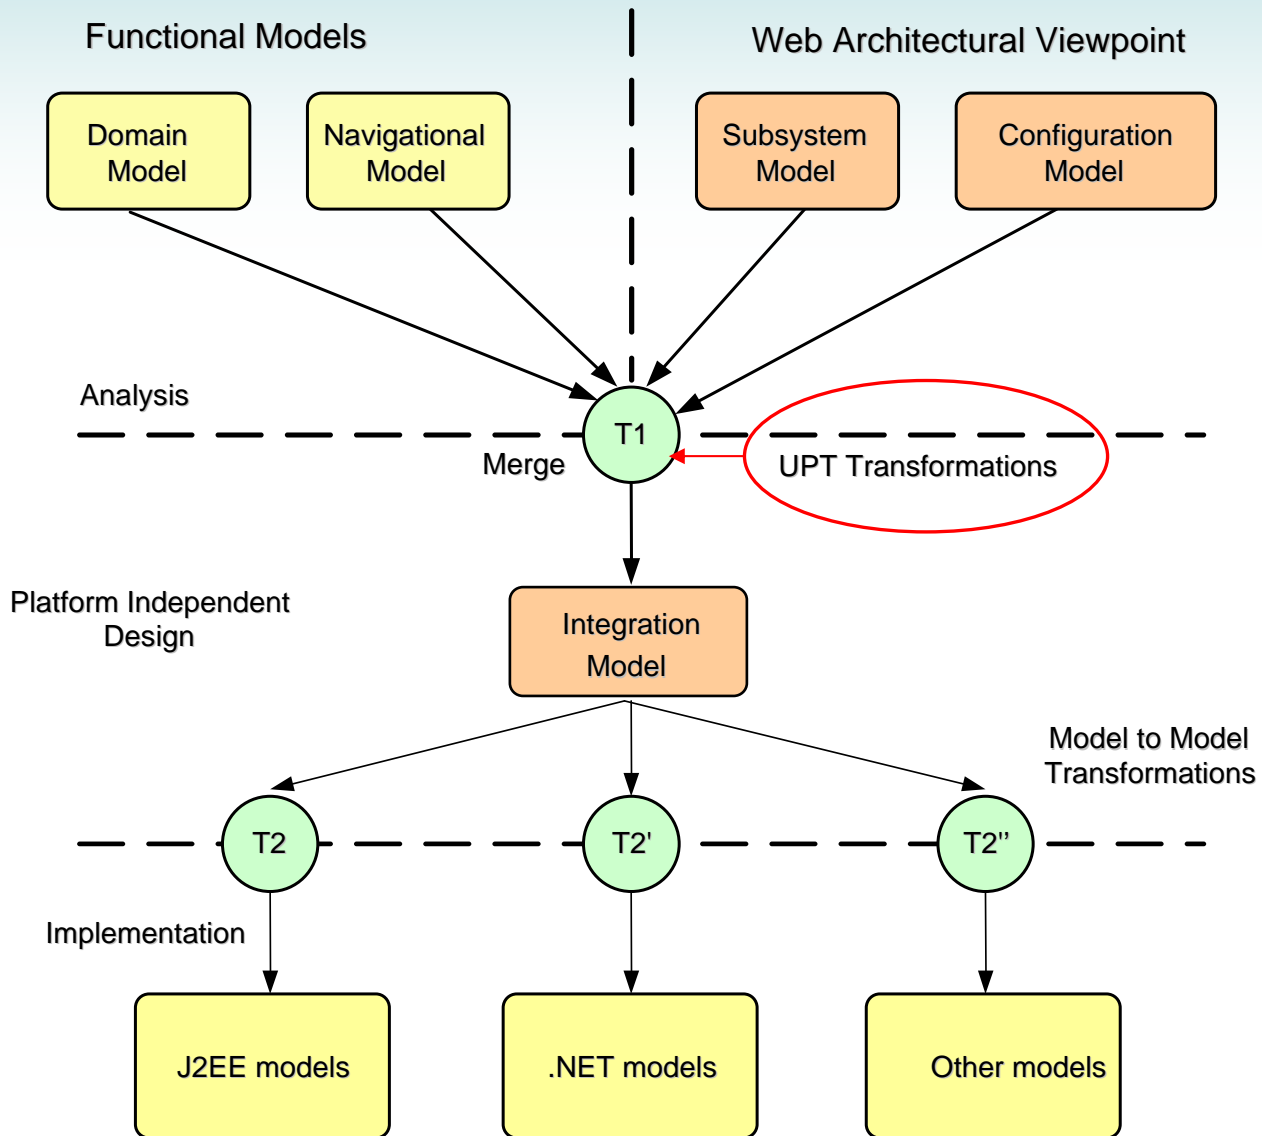 Functional Models
Web Architectural Viewpoint
Domain
Model
Navigational
Model
Subsystem
Model
Configuration
Model
Analysis
T1
Merge
UPT Transformations
Platform Independent
Design
Integration
Model
Model to Model
Transformations
T2
T2'
T2''
Implementation
J2EE models
.NET models
Other models